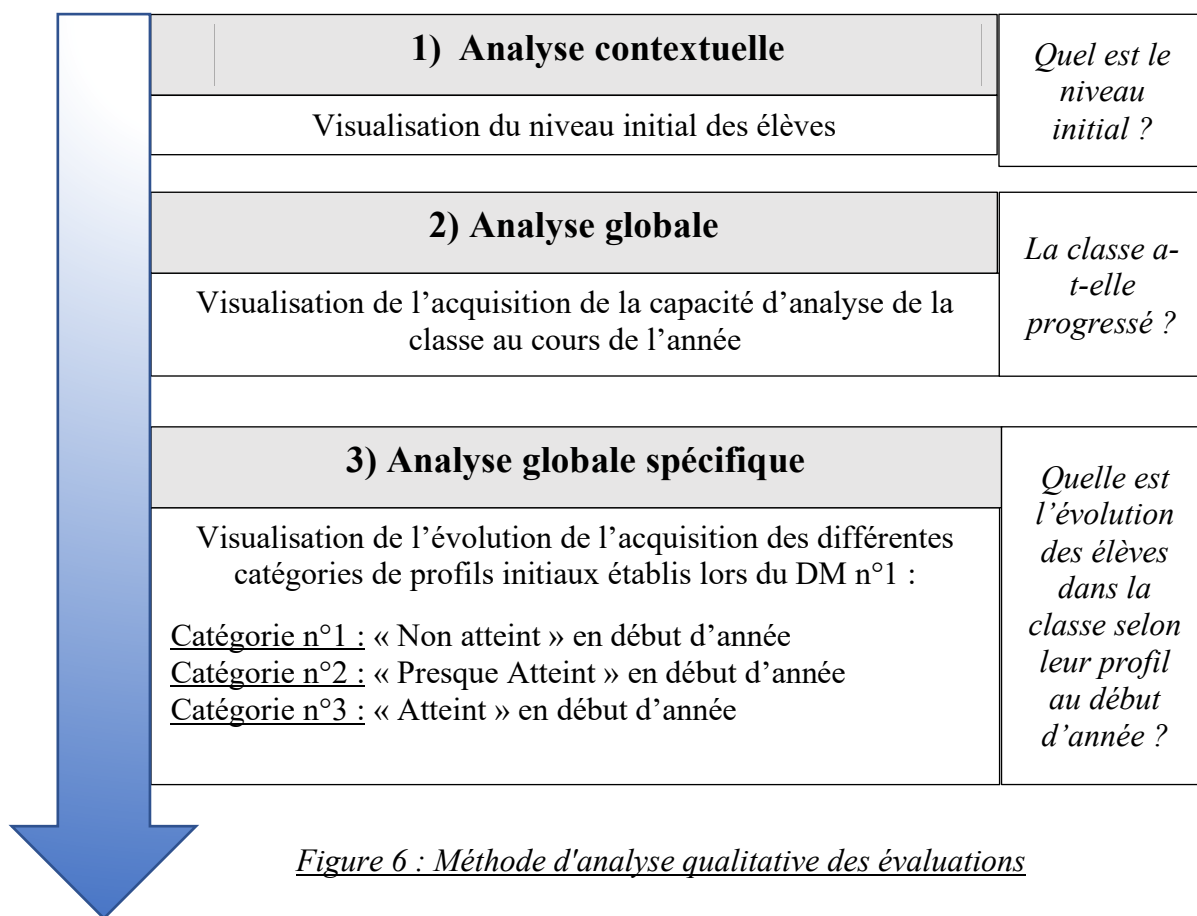 1) Analyse contextuelle
Visualisation du niveau initial des élèves
Quel est le
niveau
initial ?
2) Analyse globale
Visualisation de l’acquisition de la capacité d’analyse de la
classe au cours de l’année
La classe a-
t-elle
progressé ?
3) Analyse globale spécifique
Visualisation de l’évolution de l’acquisition des différentes
catégories de profils initiaux établis lors du DM n°1 :
Catégorie n°1 : « Non atteint » en début d’année
Catégorie n°2 : « Presque Atteint » en début d’année
Catégorie n°3 : « Atteint » en début d’année
Quelle est
l’évolution
des élèves
dans la
classe selon
leur profil
au début
d’année ?
Figure 6 : Méthode d'analyse qualitative des évaluations